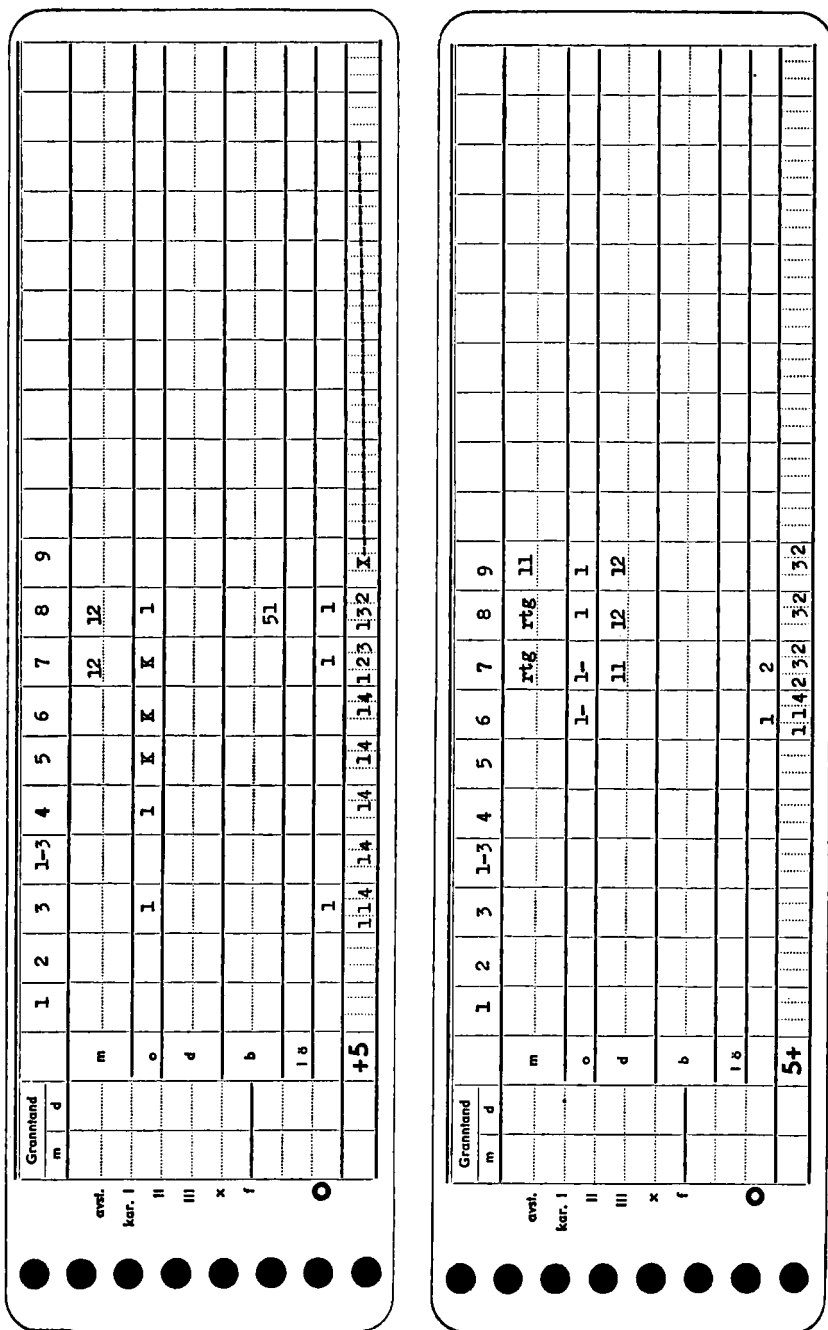 Granntand 1 2 3 1-3 4 5 6 7 8 9
m d
avst. m 12 12
kar. I
II o 1 1 K K K 1
III d
x
f b 51
l ö
O 1 1 1
+5 114 14 14 14 14 123 132 X
Granntand 1 2 3 1-3 4 5 6 7 8 9
m d
avst. m rtg rtg 11
kar. I
II o 1- 1- 1 1
III d 11 12 12
x
f b
l ö
O 1 2
5+ 114 232 32 32